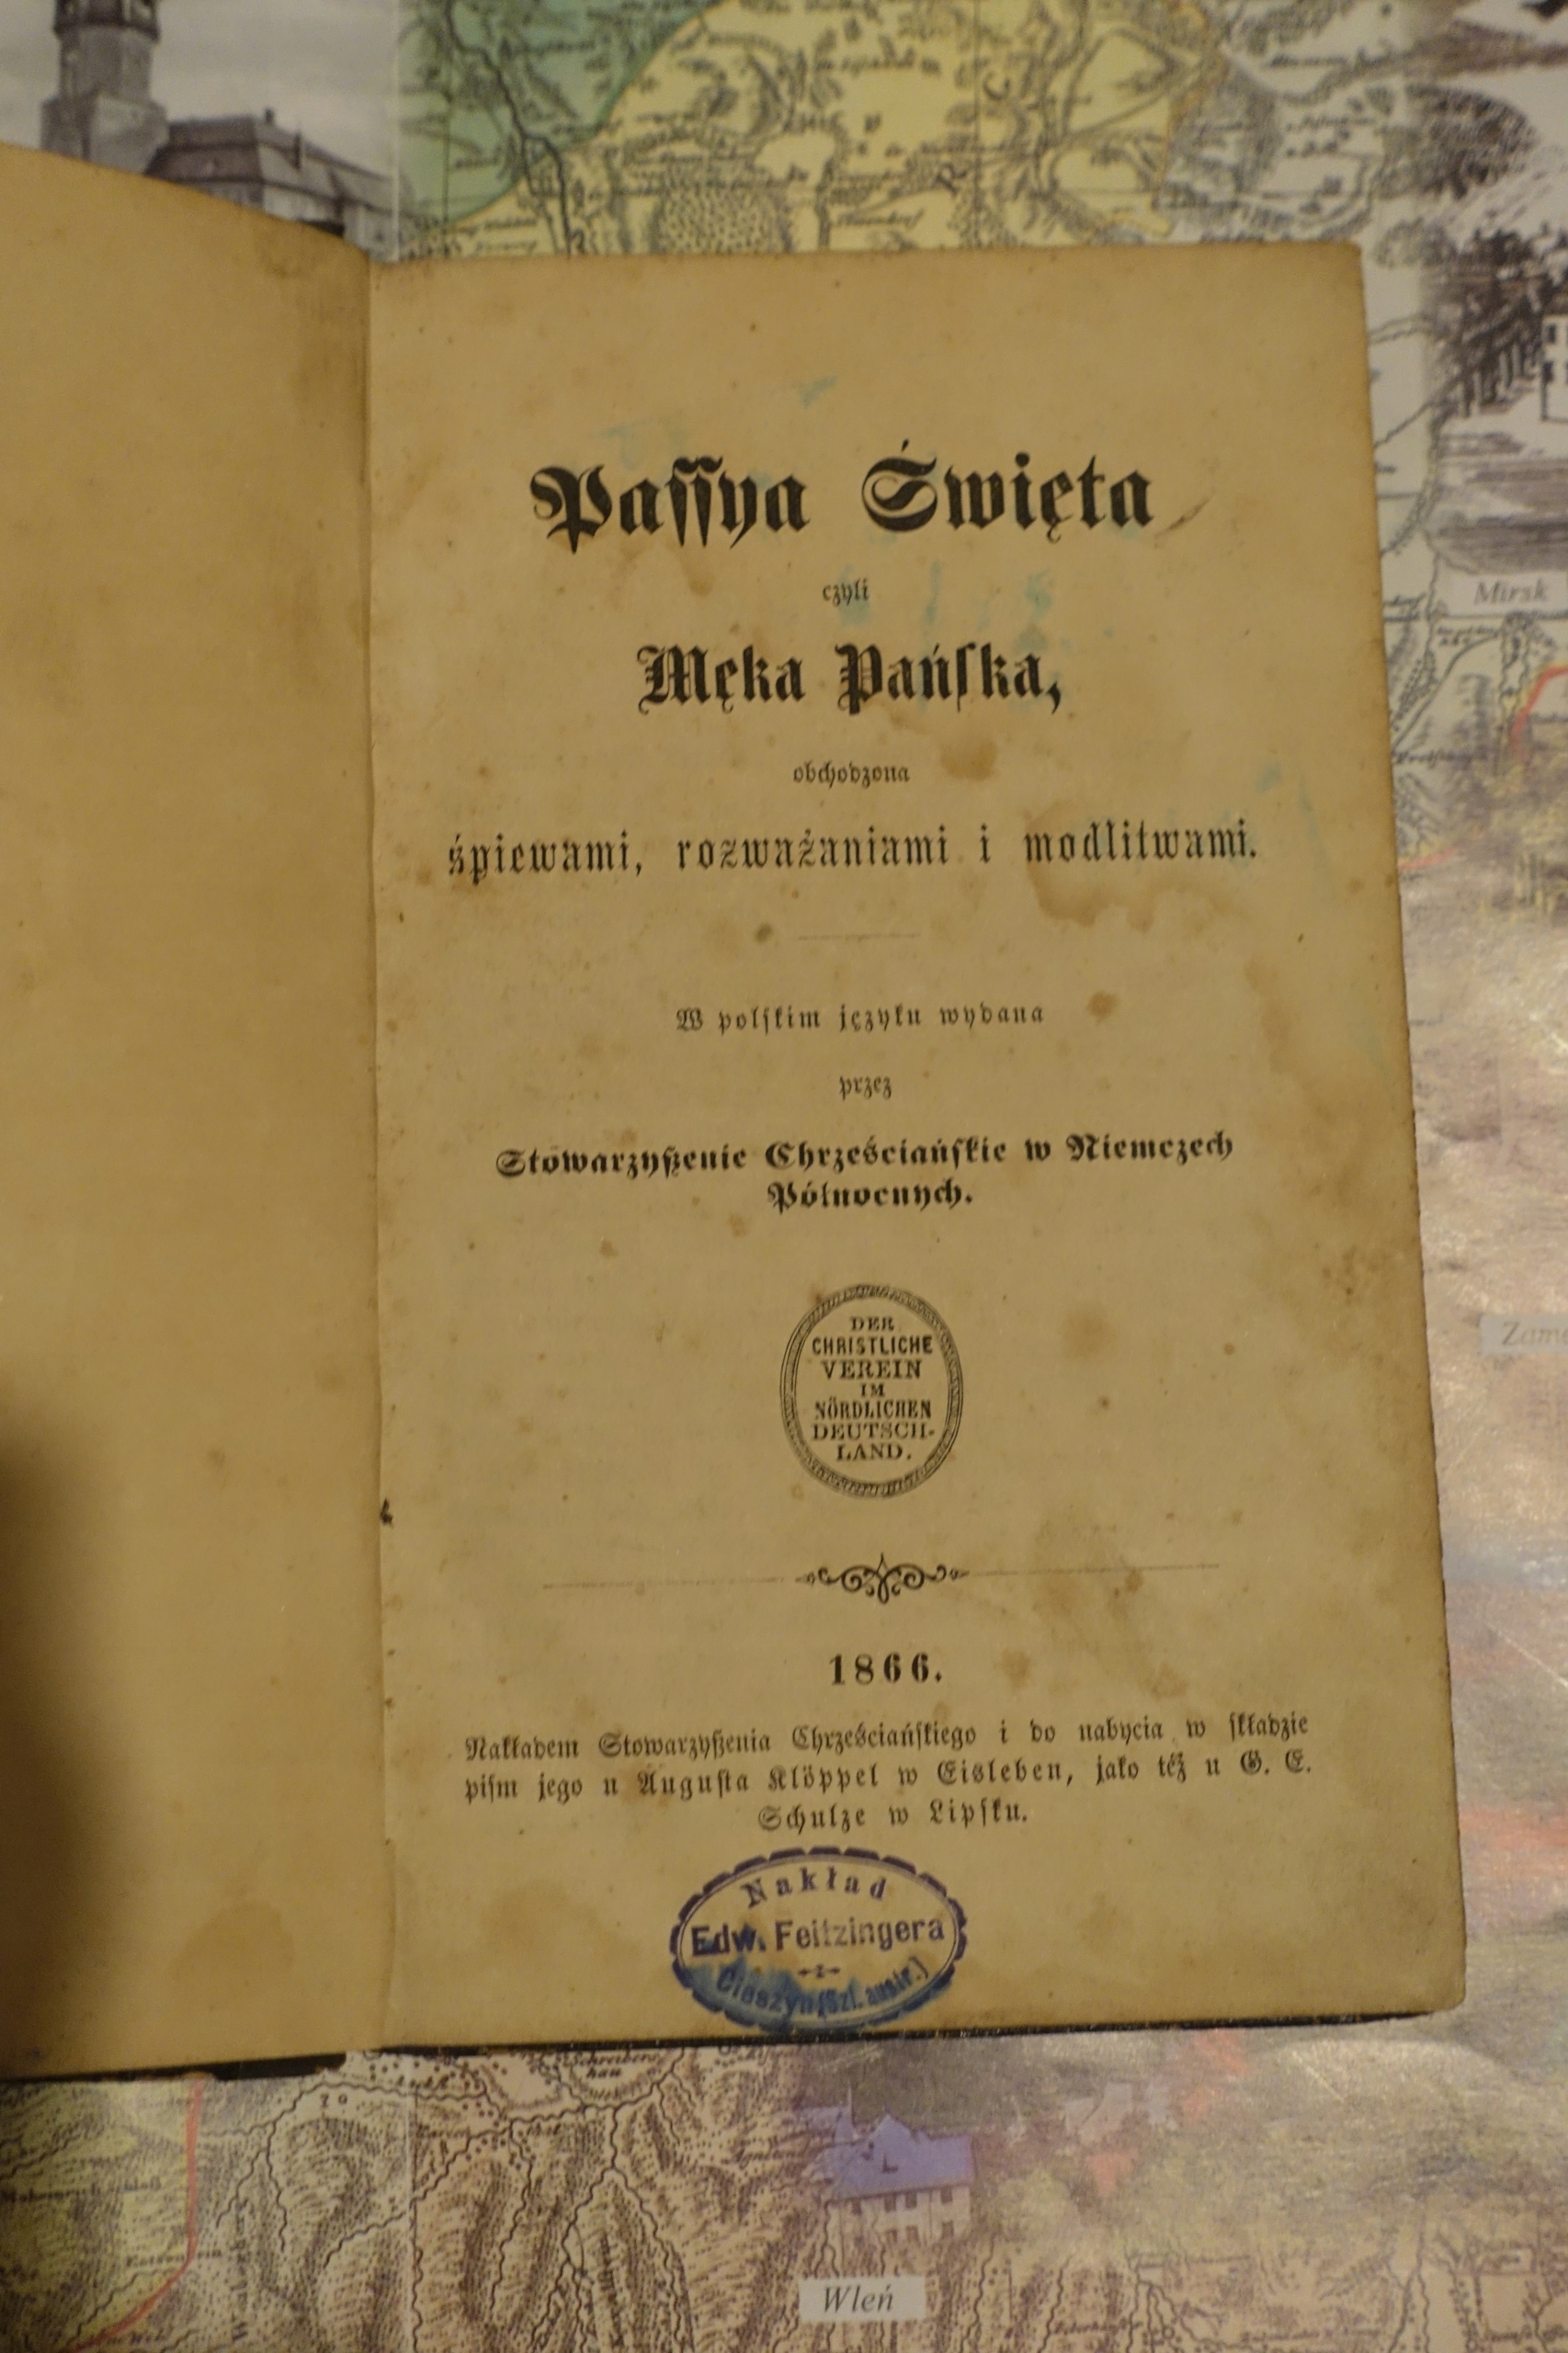 Paſſya Święta
czyli
Męka Pańſka,
obchodzona
śpiewami, rozważaniami i modlitwami.
W polſkim języku wydana
przez
Stowarzyſzenie Chrześciańſkie w Niemczech
Północnych.
DER
CHRISTLICHE
VEREIN
IM
NÖRDLICHEN
DEUTSCH-
LAND.
1866.
Nakładem Stowarzyſzenia Chrześciańſkiego i do nabycia w ſkładzie
piſm jego u Auguſta Klöppel w Eisleben, jako też u G. E.
Schulze w Lipſku.
Nakład
Edw. Feitzingera
Cieszyn (Szl. austr.)
Mirsk
Wleń